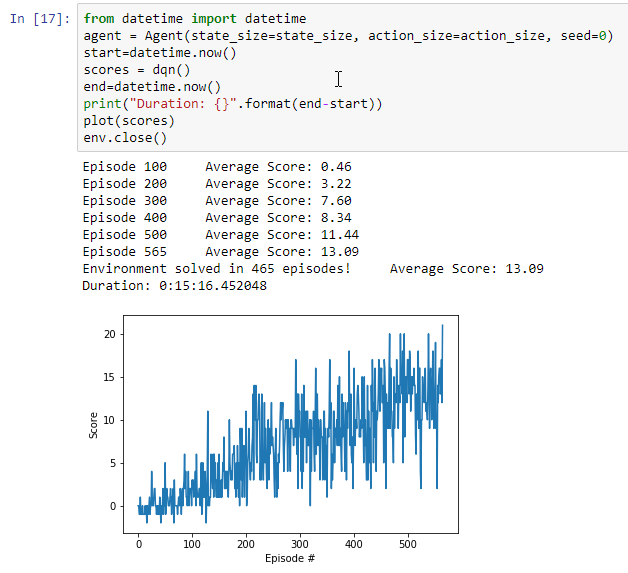 In [17]: from datetime import datetime
agent = Agent(state_size=state_size, action_size=action_size, seed=0)
start=datetime.now()
scores = dqn()
end=datetime.now()
print("Duration: {}".format(end-start))
plot(scores)
env.close()
Episode 100 Average Score: 0.46
Episode 200 Average Score: 3.22
Episode 300 Average Score: 7.60
Episode 400 Average Score: 8.34
Episode 500 Average Score: 11.44
Episode 565 Average Score: 13.09
Environment solved in 465 episodes! Average Score: 13.09
Duration: 0:15:16.452048
20
15
10
5
0
Score
0 100 200 300 400 500
Episode #